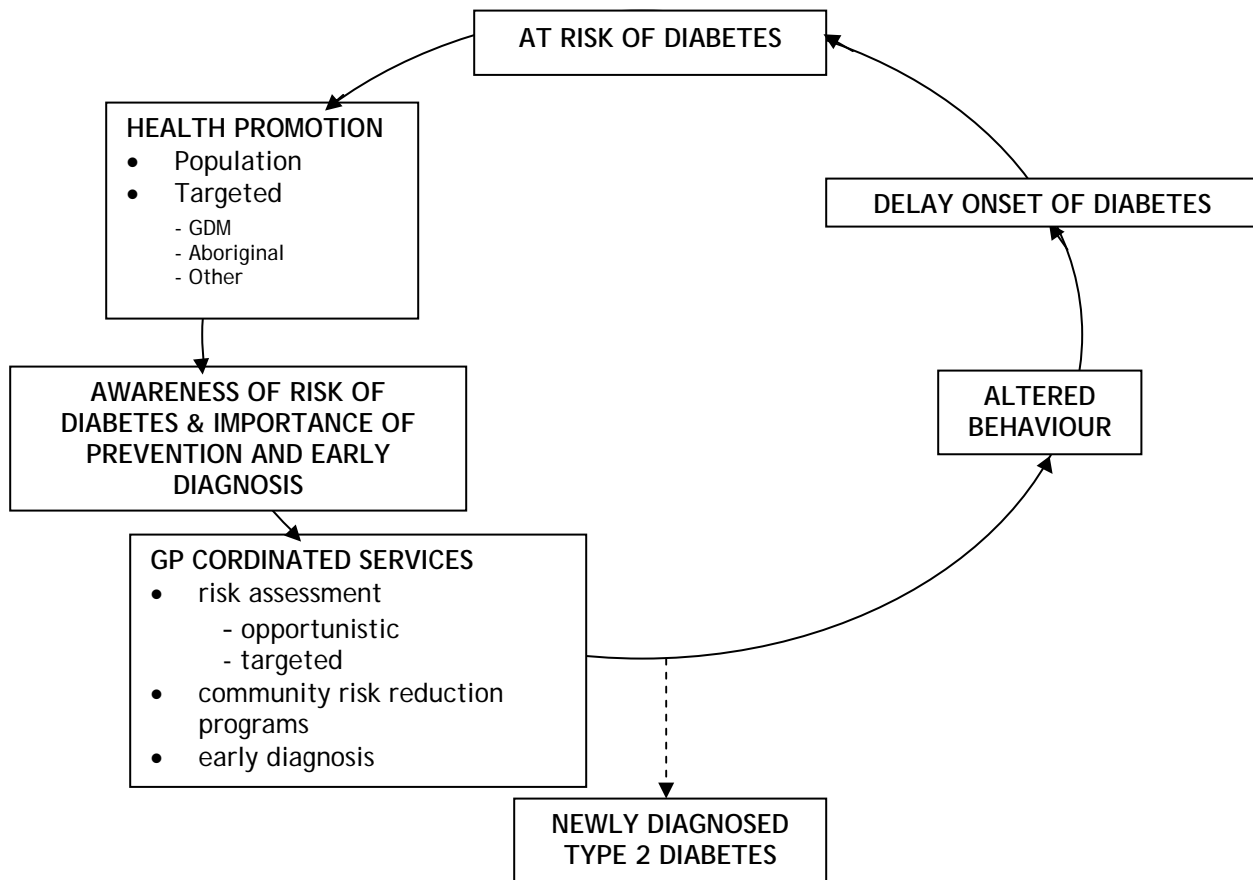 AT RISK OF DIABETES
HEALTH PROMOTION
• Population
• Targeted
- GDM
- Aboriginal
- Other
AWARENESS OF RISK OF
DIABETES & IMPORTANCE OF
PREVENTION AND EARLY
DIAGNOSIS
GP CORDINATED SERVICES
• risk assessment
- opportunistic
- targeted
• community risk reduction
programs
• early diagnosis
NEWLY DIAGNOSED
TYPE 2 DIABETES
ALTERED
BEHAVIOUR
DELAY ONSET OF DIABETES